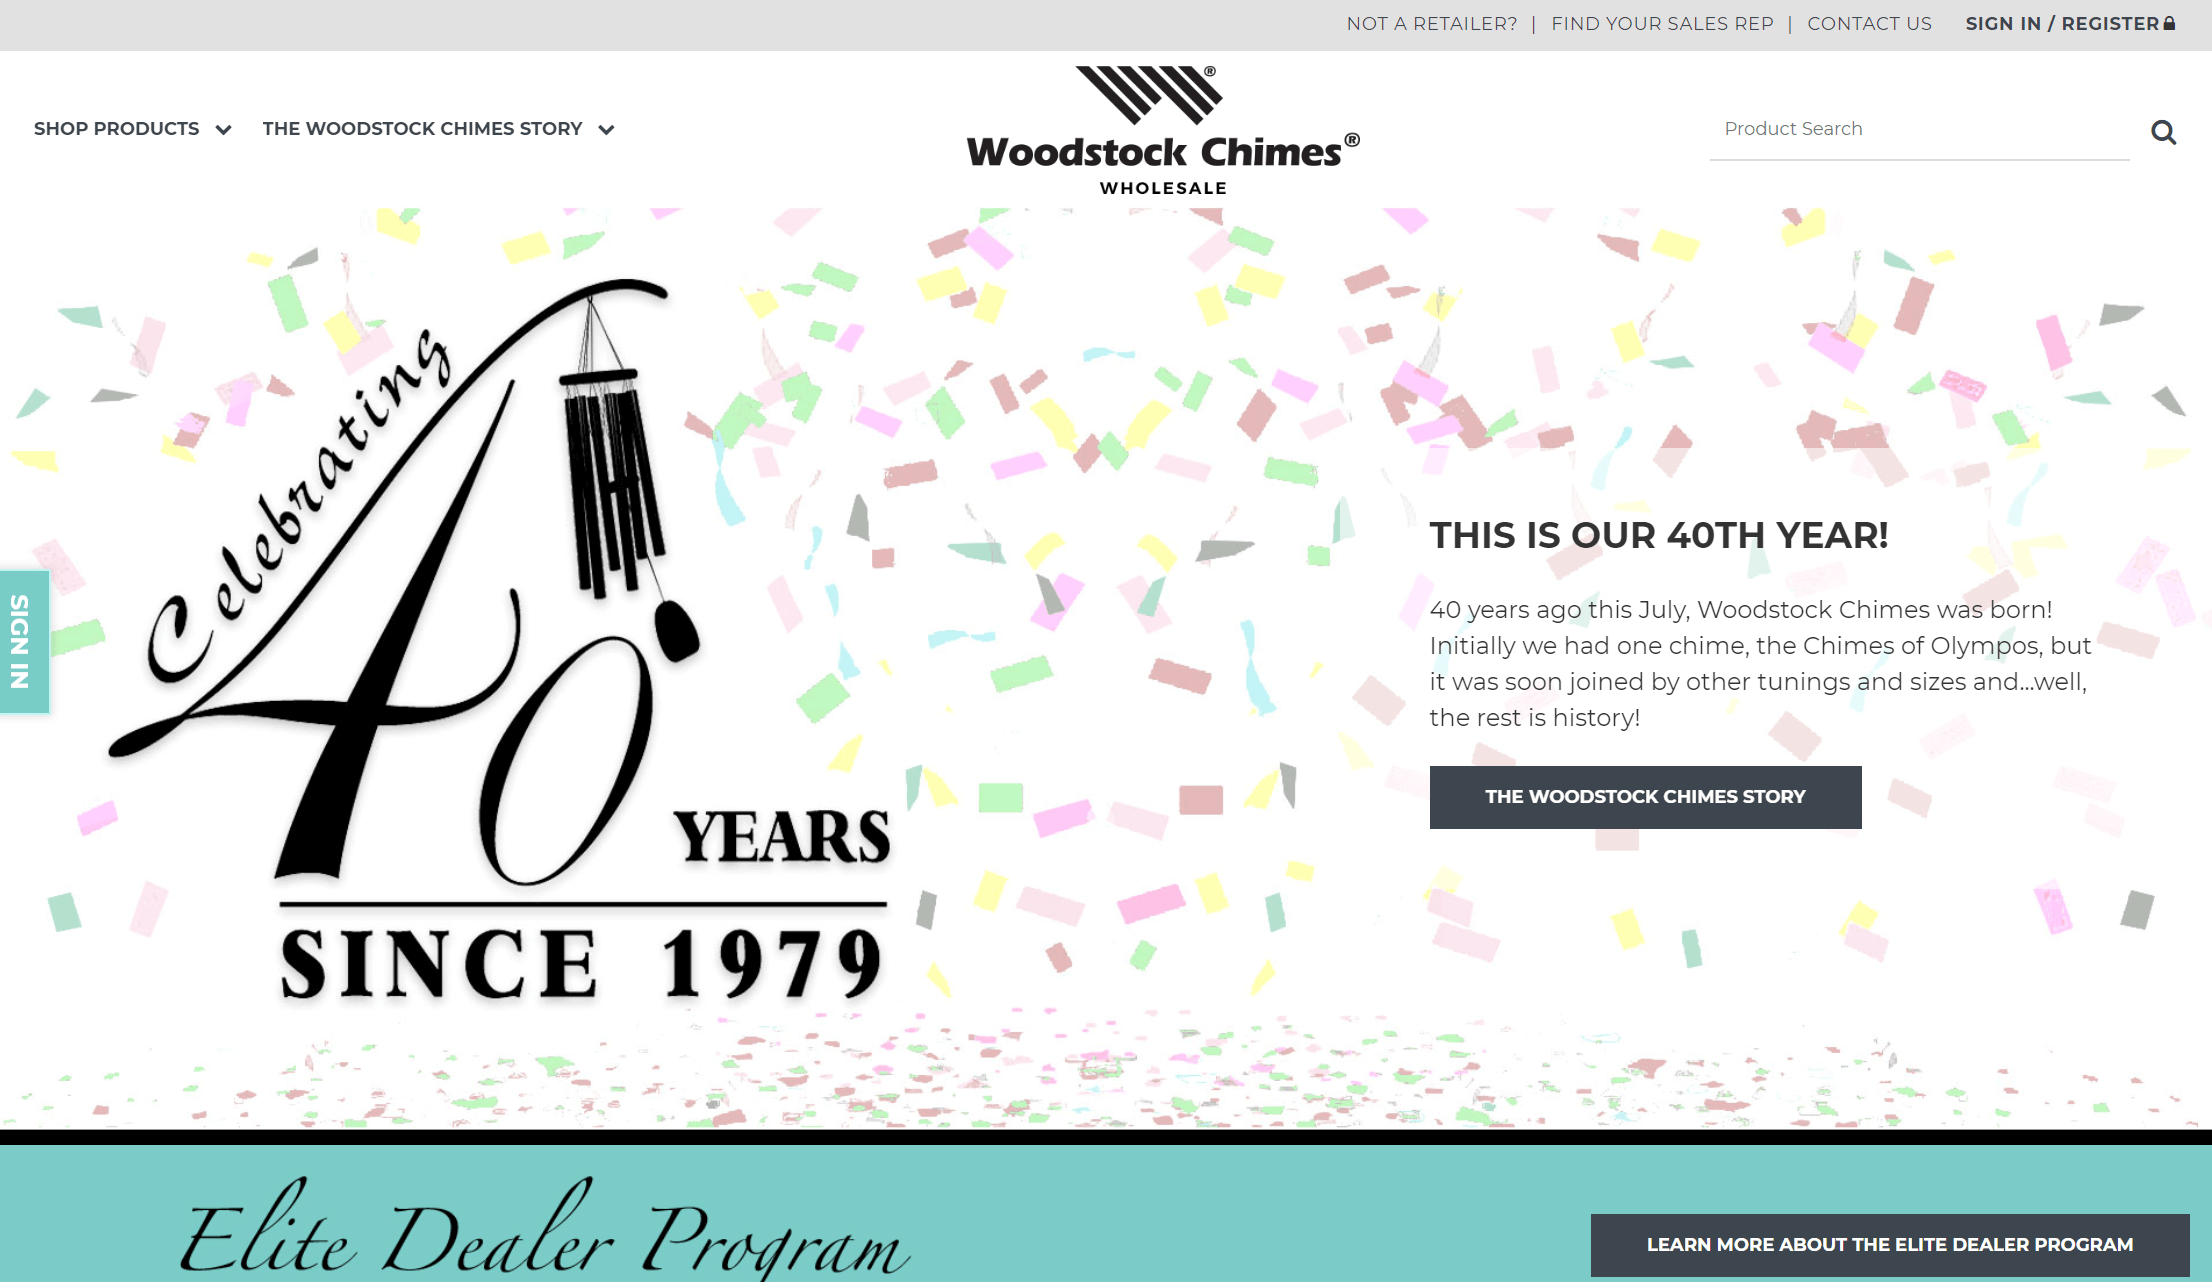 NOT A RETAILER? | FIND YOUR SALES REP | CONTACT US SIGN IN / REGISTER
SHOP PRODUCTS THE WOODSTOCK CHIMES STORY
®
Woodstock Chimes®
WHOLESALE
Product Search
Celebrating
40
YEARS
SINCE 1979
SIGN IN
THIS IS OUR 40TH YEAR!
40 years ago this July, Woodstock Chimes was born!
Initially we had one chime, the Chimes of Olympos, but
it was soon joined by other tunings and sizes and...well,
the rest is history!
THE WOODSTOCK CHIMES STORY
Elite Dealer Program
LEARN MORE ABOUT THE ELITE DEALER PROGRAM